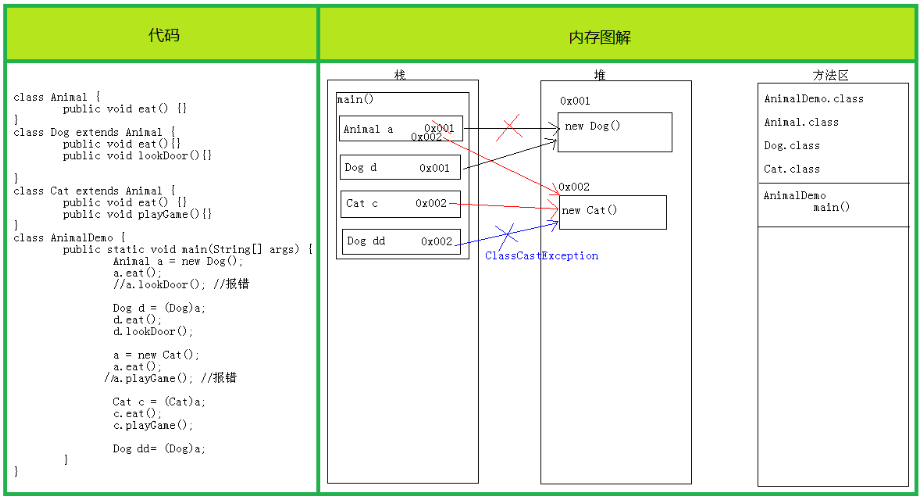 代码
内存图解
class Animal {
public void eat() {}
}
class Dog extends Animal {
public void eat(){}
public void lookDoor(){}
}
class Cat extends Animal {
public void eat() {}
public void playGame(){}
}
class AnimalDemo {
public static void main(String[] args) {
Animal a = new Dog();
a.eat();
//a.lookDoor(); //报错
Dog d = (Dog)a;
d.eat();
d.lookDoor();
a = new Cat();
a.eat();
//a.playGame(); //报错
Cat c = (Cat)a;
c.eat();
c.playGame();
Dog dd= (Dog)a;
}
}
栈
main()
Animal a 0x001
0x002
Dog d 0x001
Cat c 0x002
Dog dd 0x002
ClassCastException
堆
0x001
new Dog()
0x002
new Cat()
方法区
AnimalDemo.class
Animal.class
Dog.class
Cat.class
AnimalDemo
main()